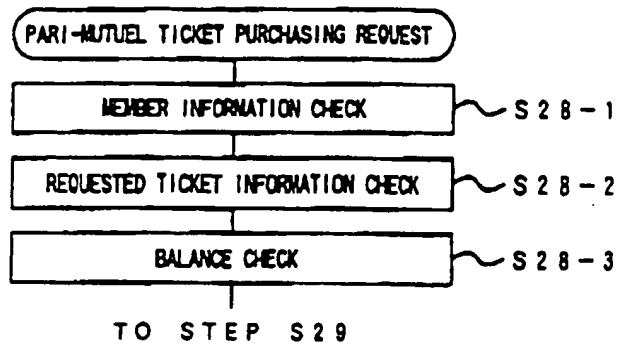 PARI-MUTUEL TICKET PURCHASING REQUEST
MEMBER INFORMATION CHECK
S28-1
REQUESTED TICKET INFORMATION CHECK
S28-2
BALANCE CHECK
S28-3
TO STEP S29